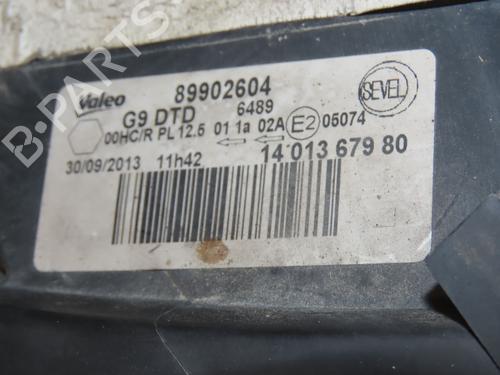 B-PARTS
Valeo 89902604
G9 DTD 6489
00HC/R PL 12.5 01 1a 02A E2 05074
30/09/2013 11h42 14 013 679 80
SEVEL